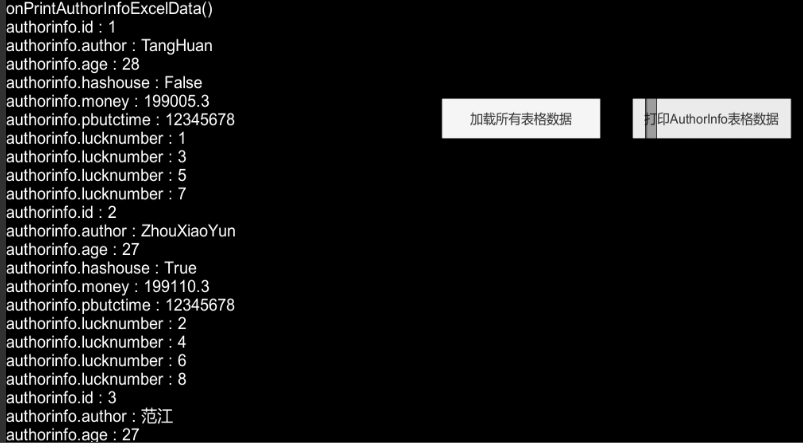 onPrintAuthorInfoExcelData()
authorinfo.id : 1
authorinfo.author : TangHuan
authorinfo.age : 28
authorinfo.hashouse : False
authorinfo.money : 199005.3
authorinfo.pbutctime : 12345678
authorinfo.lucknumber : 1
authorinfo.lucknumber : 3
authorinfo.lucknumber : 5
authorinfo.lucknumber : 7
authorinfo.id : 2
authorinfo.author : ZhouXiaoYun
authorinfo.age : 27
authorinfo.hashouse : True
authorinfo.money : 199110.3
authorinfo.pbutctime : 12345678
authorinfo.lucknumber : 2
authorinfo.lucknumber : 4
authorinfo.lucknumber : 6
authorinfo.lucknumber : 8
authorinfo.id : 3
authorinfo.author : 范江
authorinfo.age : 27
加载所有表格数据
打印AuthorInfo表格数据